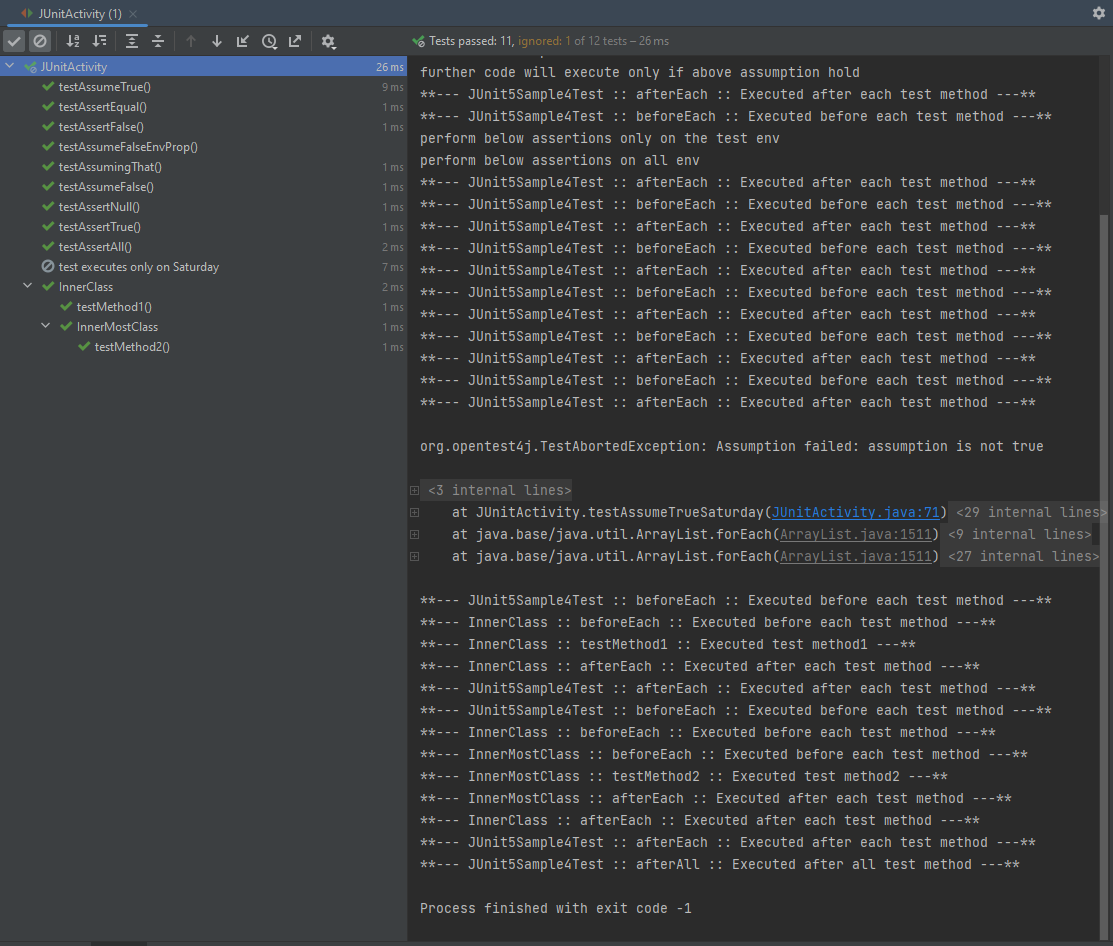 JUnitActivity (1)
Tests passed: 11, ignored: 1 of 12 tests – 26 ms
JUnitActivity 26 ms
testAssumeTrue() 9 ms
testAssertEqual() 1 ms
testAssertFalse() 1 ms
testAssumeFalseEnvProp()
testAssumingThat() 1 ms
testAssumeFalse() 1 ms
testAssertNull() 1 ms
testAssertTrue() 1 ms
testAssertAll() 2 ms
test executes only on Saturday 7 ms
InnerClass 2 ms
testMethod1() 1 ms
InnerMostClass 1 ms
testMethod2() 1 ms
further code will execute only if above assumption hold
**--- JUnit5Sample4Test :: afterEach :: Executed after each test method ---**
**--- JUnit5Sample4Test :: beforeEach :: Executed before each test method ---**
perform below assertions only on the test env
perform below assertions on all env
**--- JUnit5Sample4Test :: afterEach :: Executed after each test method ---**
**--- JUnit5Sample4Test :: beforeEach :: Executed before each test method ---**
**--- JUnit5Sample4Test :: afterEach :: Executed after each test method ---**
**--- JUnit5Sample4Test :: beforeEach :: Executed before each test method ---**
**--- JUnit5Sample4Test :: afterEach :: Executed after each test method ---**
**--- JUnit5Sample4Test :: beforeEach :: Executed before each test method ---**
**--- JUnit5Sample4Test :: afterEach :: Executed after each test method ---**
**--- JUnit5Sample4Test :: beforeEach :: Executed before each test method ---**
**--- JUnit5Sample4Test :: afterEach :: Executed after each test method ---**
**--- JUnit5Sample4Test :: beforeEach :: Executed before each test method ---**
**--- JUnit5Sample4Test :: afterEach :: Executed after each test method ---**
org.opentest4j.TestAbortedException: Assumption failed: assumption is not true
<3 internal lines>
at JUnitActivity.testAssumeTrueSaturday(JUnitActivity.java:71) <29 internal lines>
at java.base/java.util.ArrayList.forEach(ArrayList.java:1511) <9 internal lines>
at java.base/java.util.ArrayList.forEach(ArrayList.java:1511) <27 internal lines>
**--- JUnit5Sample4Test :: beforeEach :: Executed before each test method ---**
**--- InnerClass :: beforeEach :: Executed before each test method ---**
**--- InnerClass :: testMethod1 :: Executed test method1 ---**
**--- InnerClass :: afterEach :: Executed after each test method ---**
**--- JUnit5Sample4Test :: afterEach :: Executed after each test method ---**
**--- JUnit5Sample4Test :: beforeEach :: Executed before each test method ---**
**--- InnerClass :: beforeEach :: Executed before each test method ---**
**--- InnerMostClass :: beforeEach :: Executed before each test method ---**
**--- InnerMostClass :: testMethod2 :: Executed test method2 ---**
**--- InnerMostClass :: afterEach :: Executed after each test method ---**
**--- InnerClass :: afterEach :: Executed after each test method ---**
**--- JUnit5Sample4Test :: afterEach :: Executed after each test method ---**
**--- JUnit5Sample4Test :: afterAll :: Executed after all test method ---**
Process finished with exit code -1